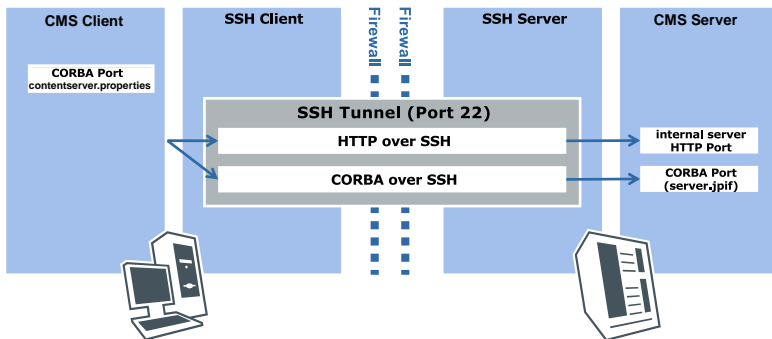 CMS Client
SSH Client
Firewall
Firewall
SSH Server
CMS Server
CORBA Port
contentserver.properties
SSH Tunnel (Port 22)
HTTP over SSH
internal server
HTTP Port
CORBA over SSH
CORBA Port
(server.jpif)